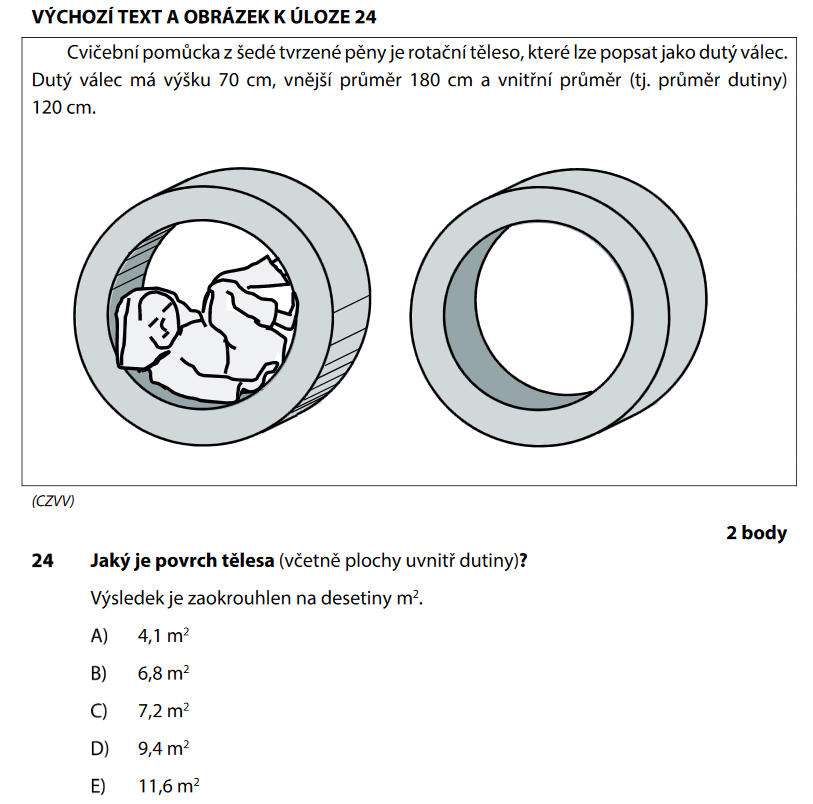 VÝCHOZÍ TEXT A OBRÁZEK K ÚLOZE 24
Cvičební pomůcka z šedé tvrzené pěny je rotační těleso, které lze popsat jako dutý válec.
Dutý válec má výšku 70 cm, vnější průměr 180 cm a vnitřní průměr (tj. průměr dutiny)
120 cm.
(CZVV)
2 body
24 Jaký je povrch tělesa (včetně plochy uvnitř dutiny)?
Výsledek je zaokrouhlen na desetiny m².
A) 4,1 m²
B) 6,8 m²
C) 7,2 m²
D) 9,4 m²
E) 11,6 m²